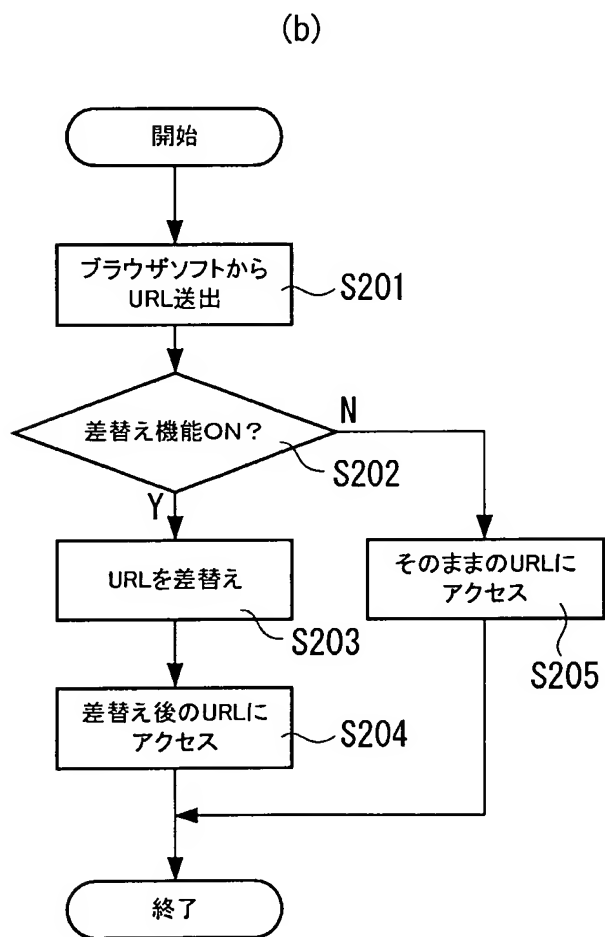 (b)
開始
ブラウザソフトから
URL送出
S201
差替え機能ON？
N
S202
Y
URLを差替え
S203
そのままのURLに
アクセス
S205
差替え後のURLに
アクセス
S204
終了